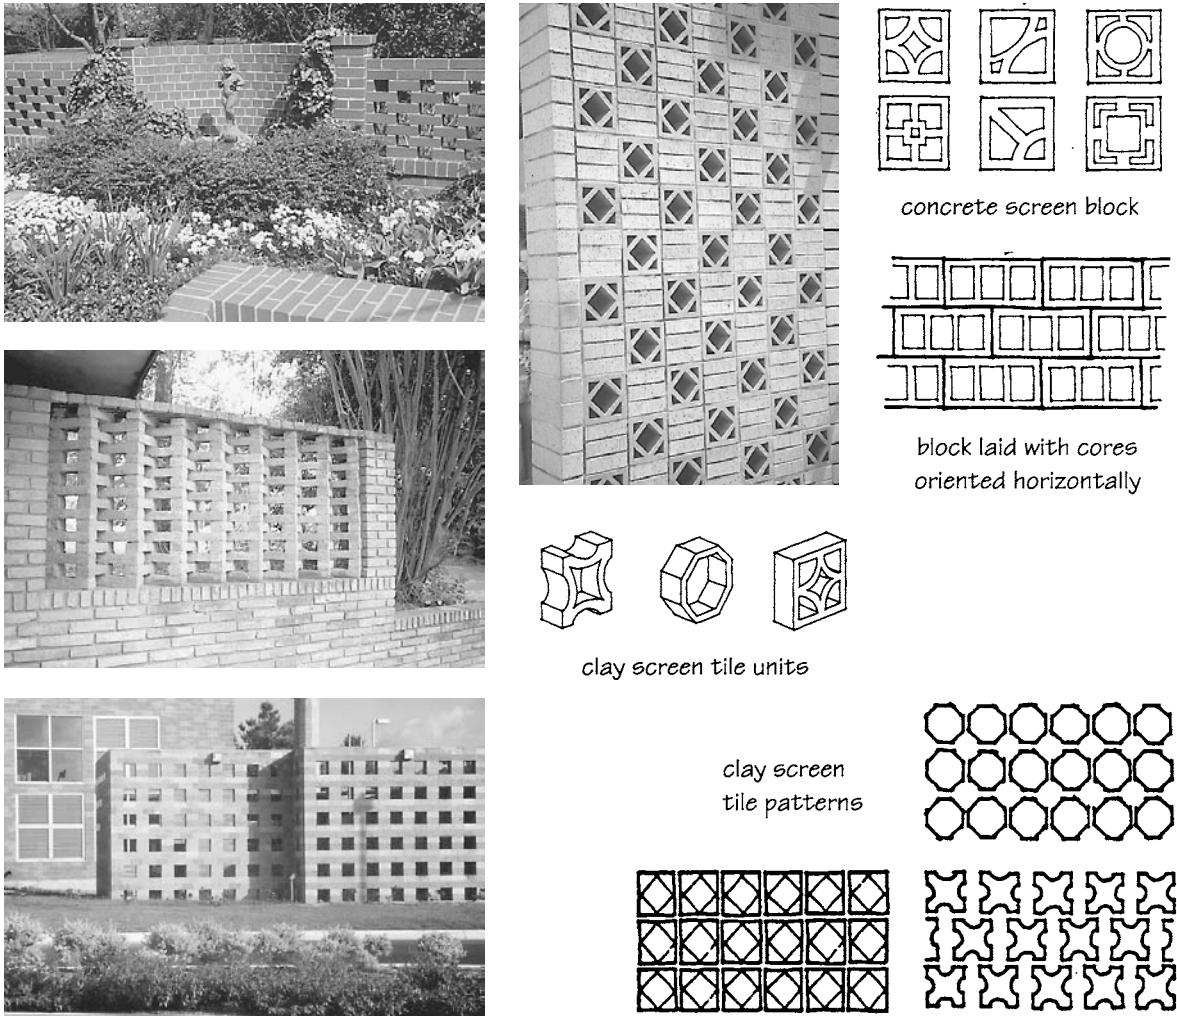 concrete screen block
block laid with cores
oriented horizontally
clay screen tile units
clay screen
tile patterns